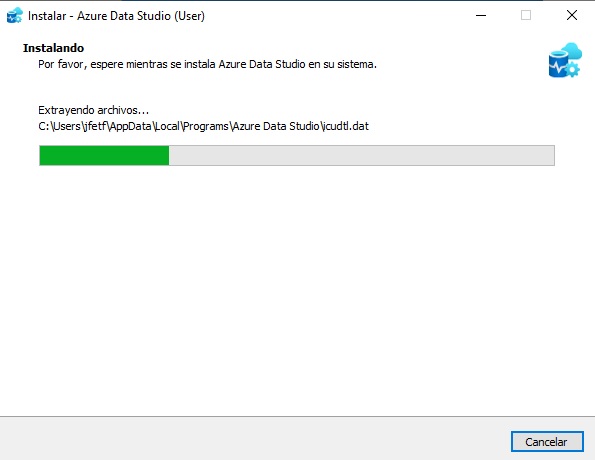 Instalar - Azure Data Studio (User)
Instalando
Por favor, espere mientras se instala Azure Data Studio en su sistema.
Extrayendo archivos...
C:\Users\jfetf\AppData\Local\Programs\Azure Data Studio\icudtl.dat
Cancelar